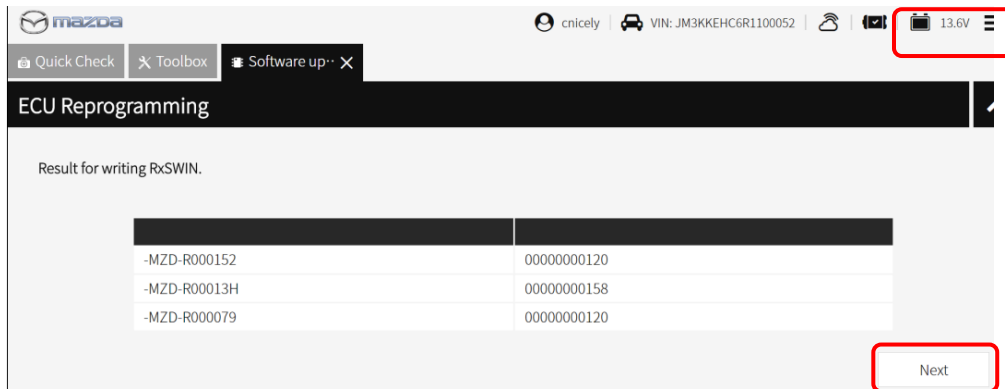 mazda cnicely VIN: JM3KKEHC6R1100052 13.6V
Quick Check Toolbox Software up·· X
ECU Reprogramming
Result for writing RxSWIN.
-MZD-R000152 00000000120
-MZD-R00013H 00000000158
-MZD-R000079 00000000120
Next